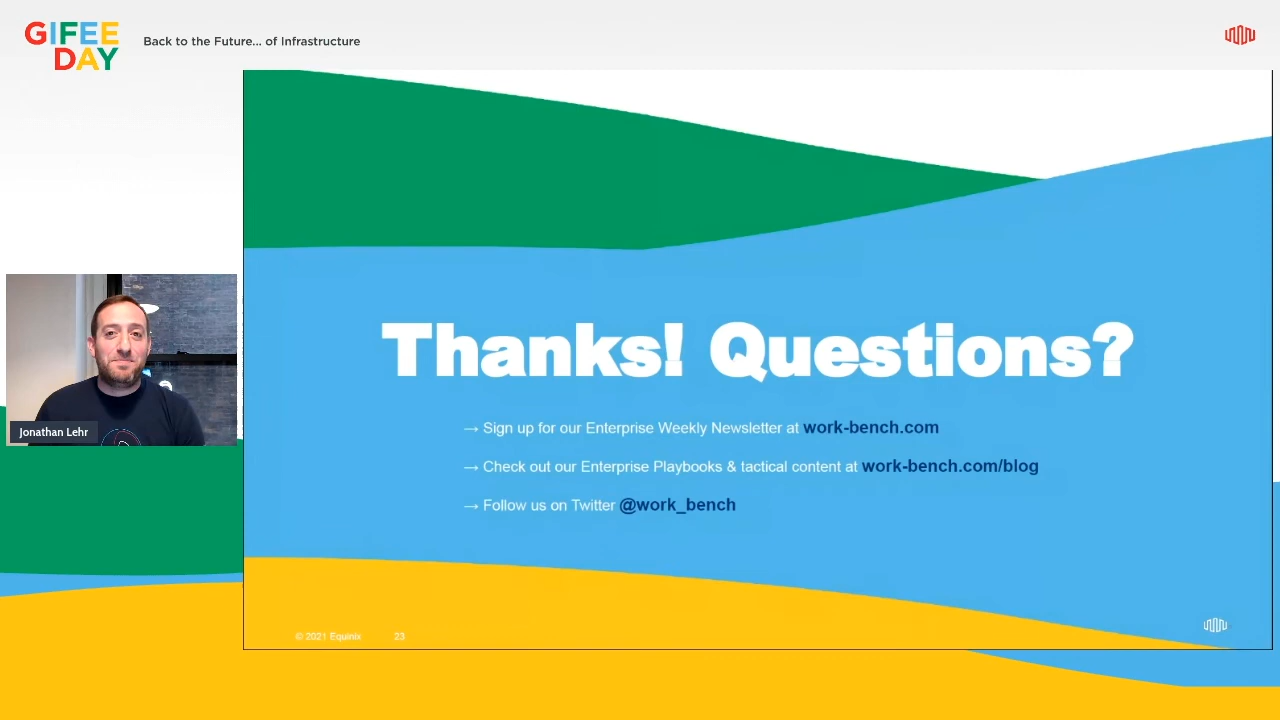 GIFEE
DAY
Back to the Future... of Infrastructure
Thanks! Questions?
→ Sign up for our Enterprise Weekly Newsletter at work-bench.com
→ Check out our Enterprise Playbooks & tactical content at work-bench.com/blog
→ Follow us on Twitter @work_bench
Jonathan Lehr
© 2021 Equinix 23